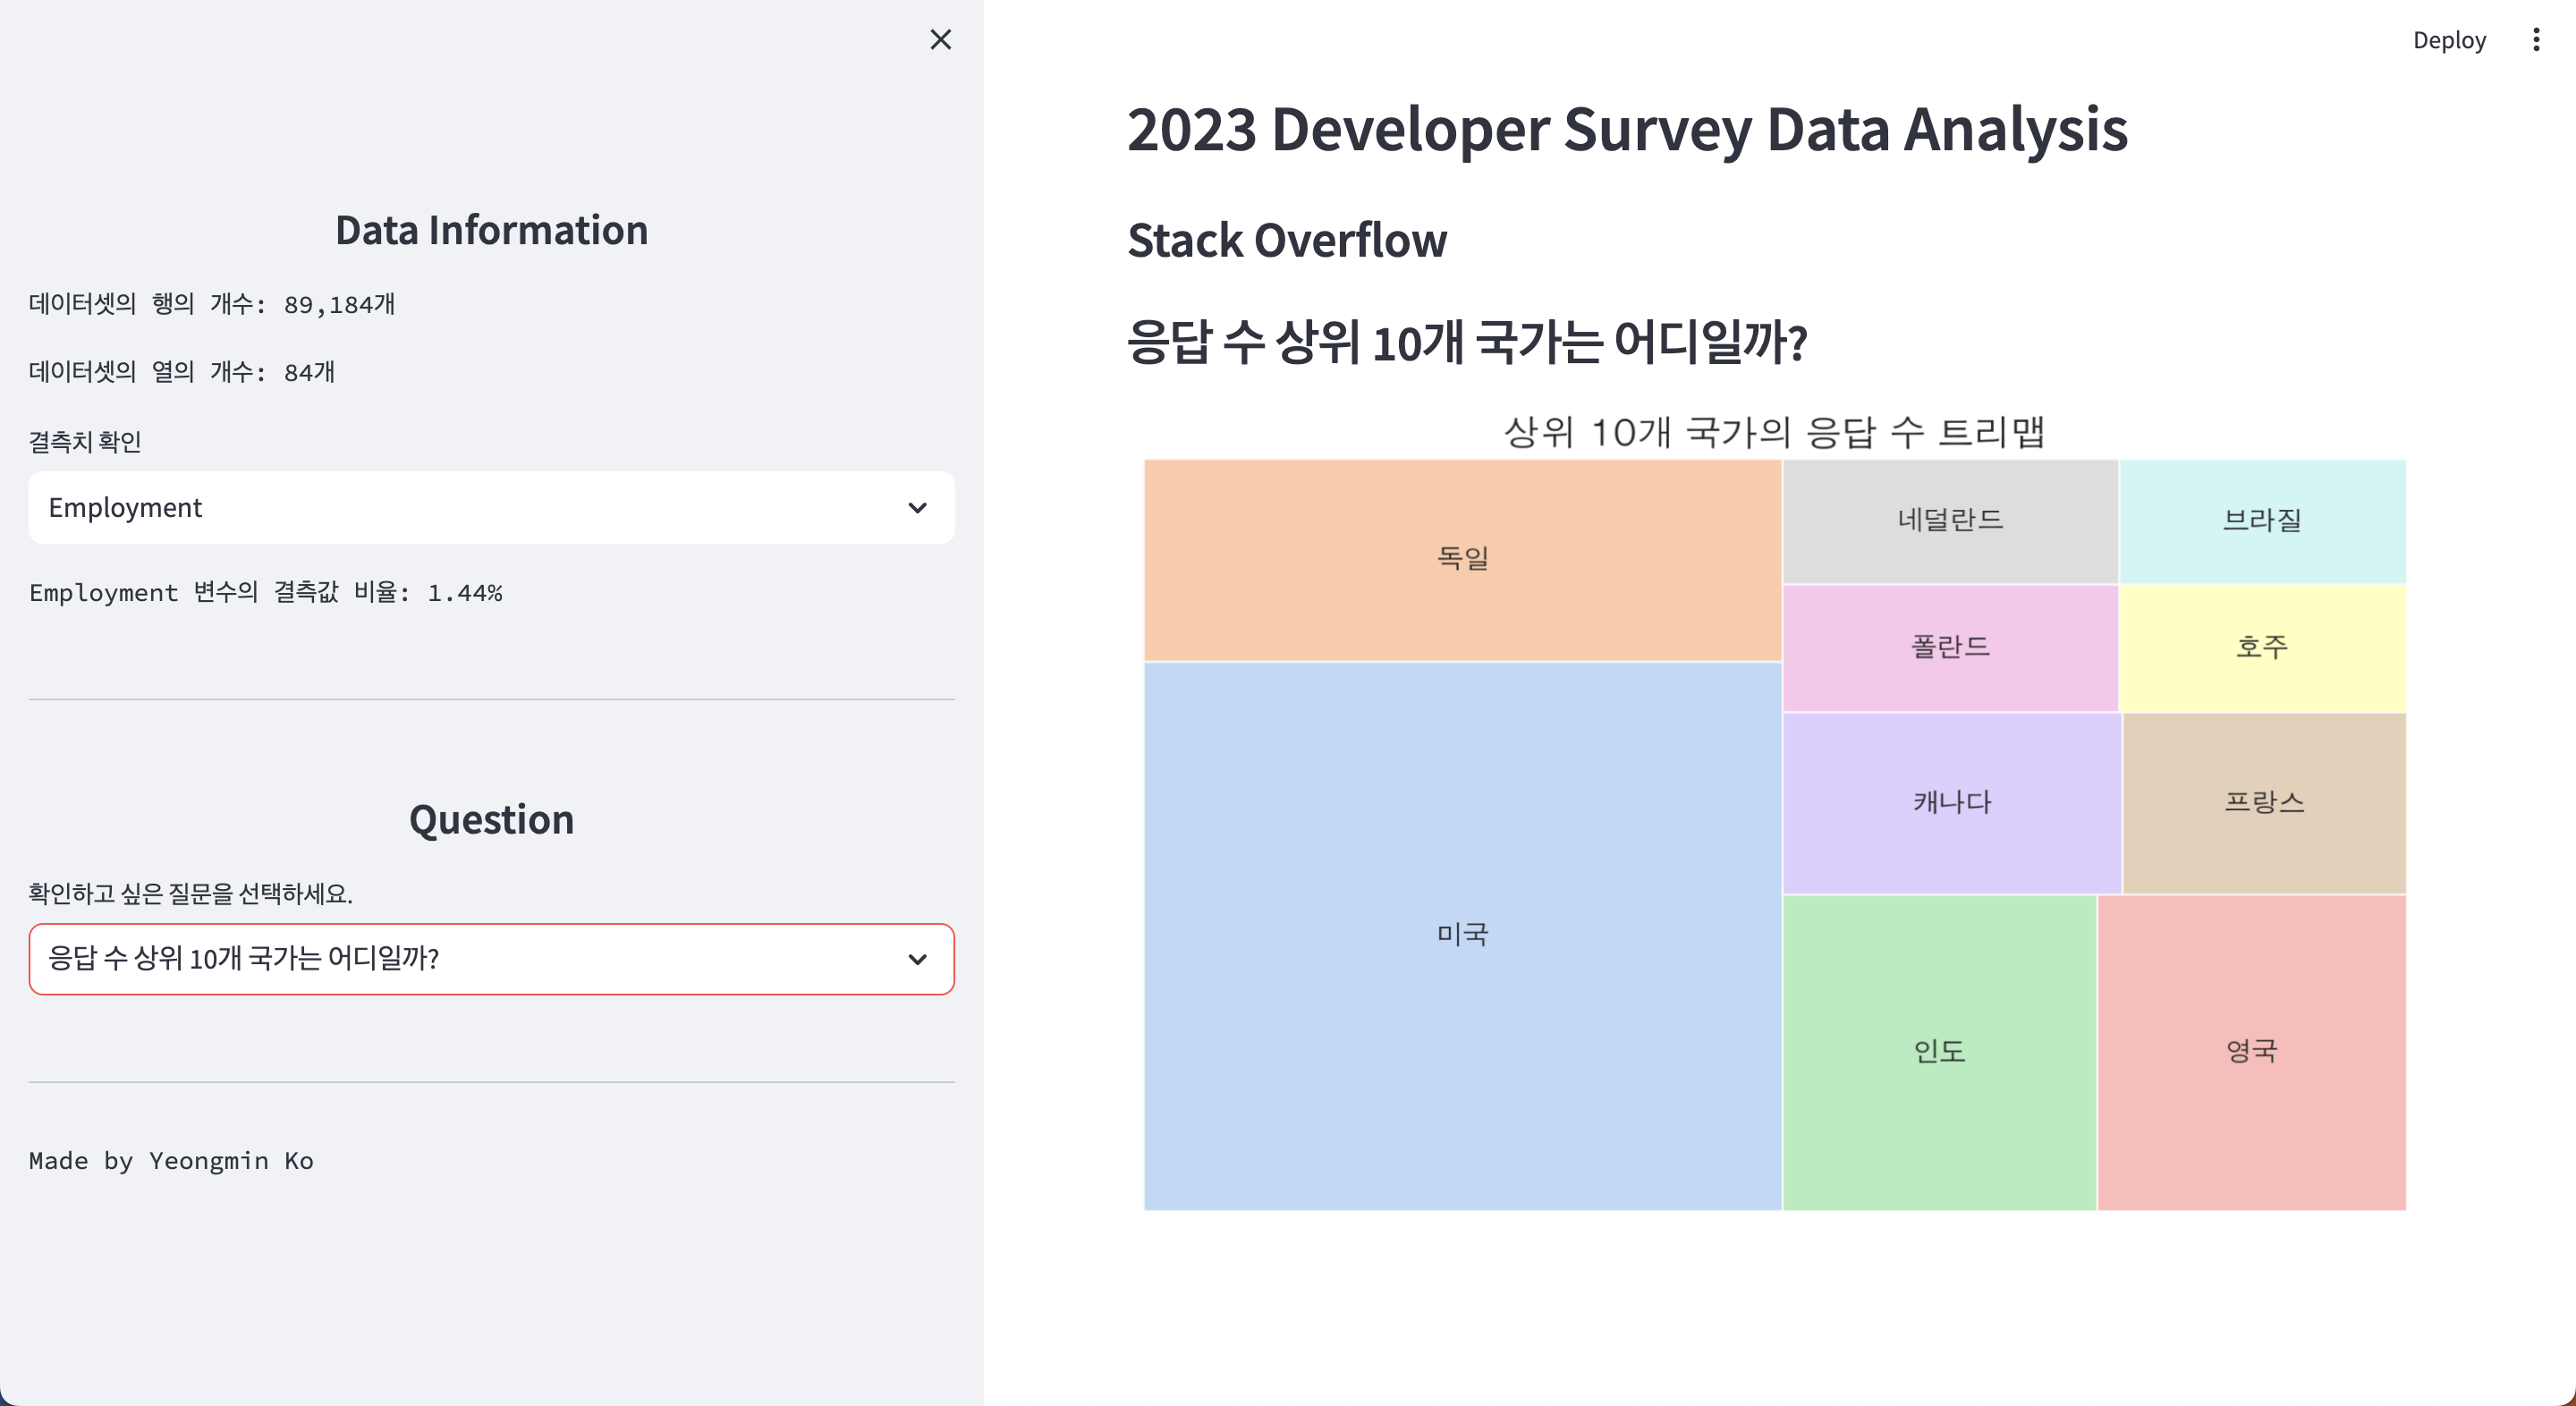 Data Information
데이터셋의 행의 개수: 89,184개
데이터셋의 열의 개수: 84개
결측치 확인
Employment
Employment 변수의 결측값 비율: 1.44%
Question
확인하고 싶은 질문을 선택하세요.
응답 수 상위 10개 국가는 어디일까?
Made by Yeongmin Ko
Deploy
2023 Developer Survey Data Analysis
Stack Overflow
응답 수 상위 10개 국가는 어디일까?
상위 10개 국가의 응답 수 트리맵
독일
네덜란드
브라질
폴란드
호주
캐나다
프랑스
미국
인도
영국